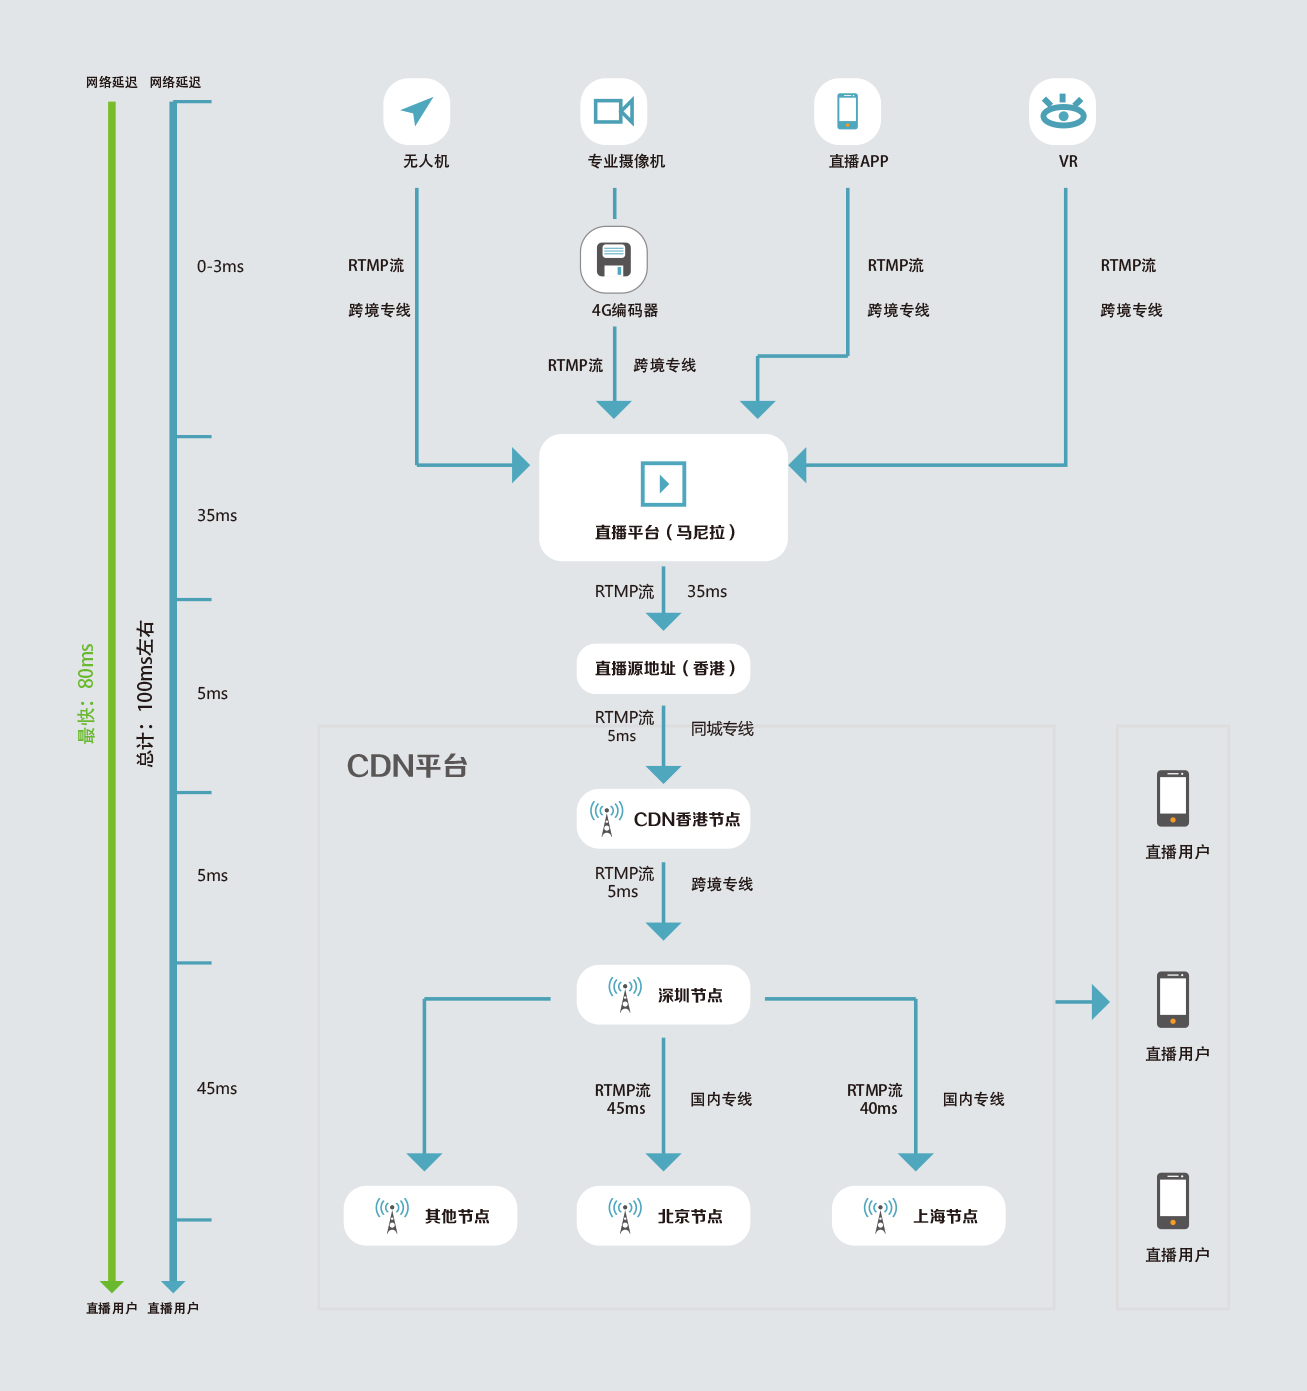 网络延迟
网络延迟
无人机
专业摄像机
直播APP
VR
0-3ms
RTMP流
跨境专线
4G编码器
RTMP流
跨境专线
RTMP流
跨境专线
RTMP流
跨境专线
35ms
直播平台（马尼拉）
RTMP流
35ms
最快：80ms
总计：100ms左右
5ms
直播源地址（香港）
RTMP流
5ms
同城专线
CDN平台
CDN香港节点
直播用户
5ms
RTMP流
5ms
跨境专线
深圳节点
直播用户
45ms
RTMP流
45ms
国内专线
RTMP流
40ms
国内专线
其他节点
北京节点
上海节点
直播用户
直播用户
直播用户